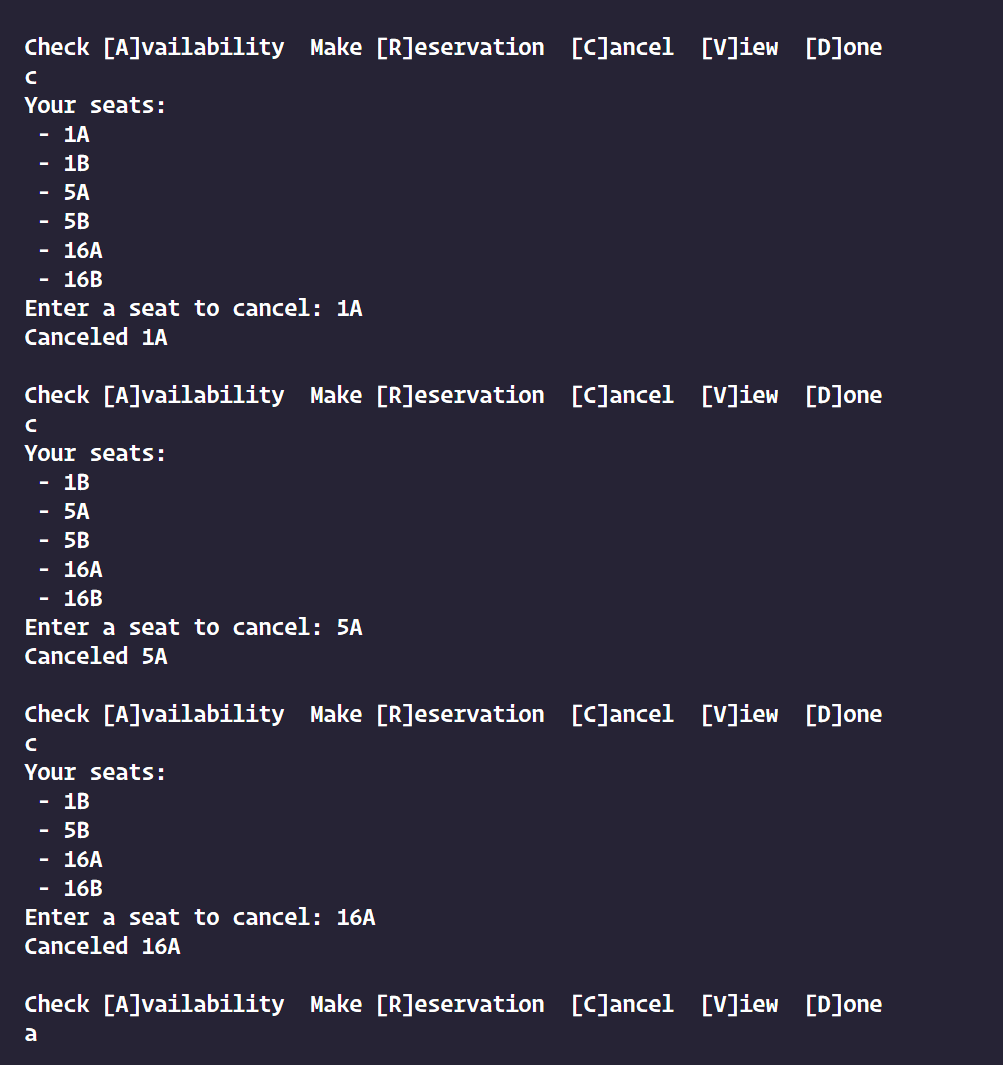 Check [A]vailability  Make [R]eservation  [C]ancel  [V]iew  [D]one
c
Your seats:
 - 1A
 - 1B
 - 5A
 - 5B
 - 16A
 - 16B
Enter a seat to cancel: 1A
Canceled 1A

Check [A]vailability  Make [R]eservation  [C]ancel  [V]iew  [D]one
c
Your seats:
 - 1B
 - 5A
 - 5B
 - 16A
 - 16B
Enter a seat to cancel: 5A
Canceled 5A

Check [A]vailability  Make [R]eservation  [C]ancel  [V]iew  [D]one
c
Your seats:
 - 1B
 - 5B
 - 16A
 - 16B
Enter a seat to cancel: 16A
Canceled 16A

Check [A]vailability  Make [R]eservation  [C]ancel  [V]iew  [D]one
a